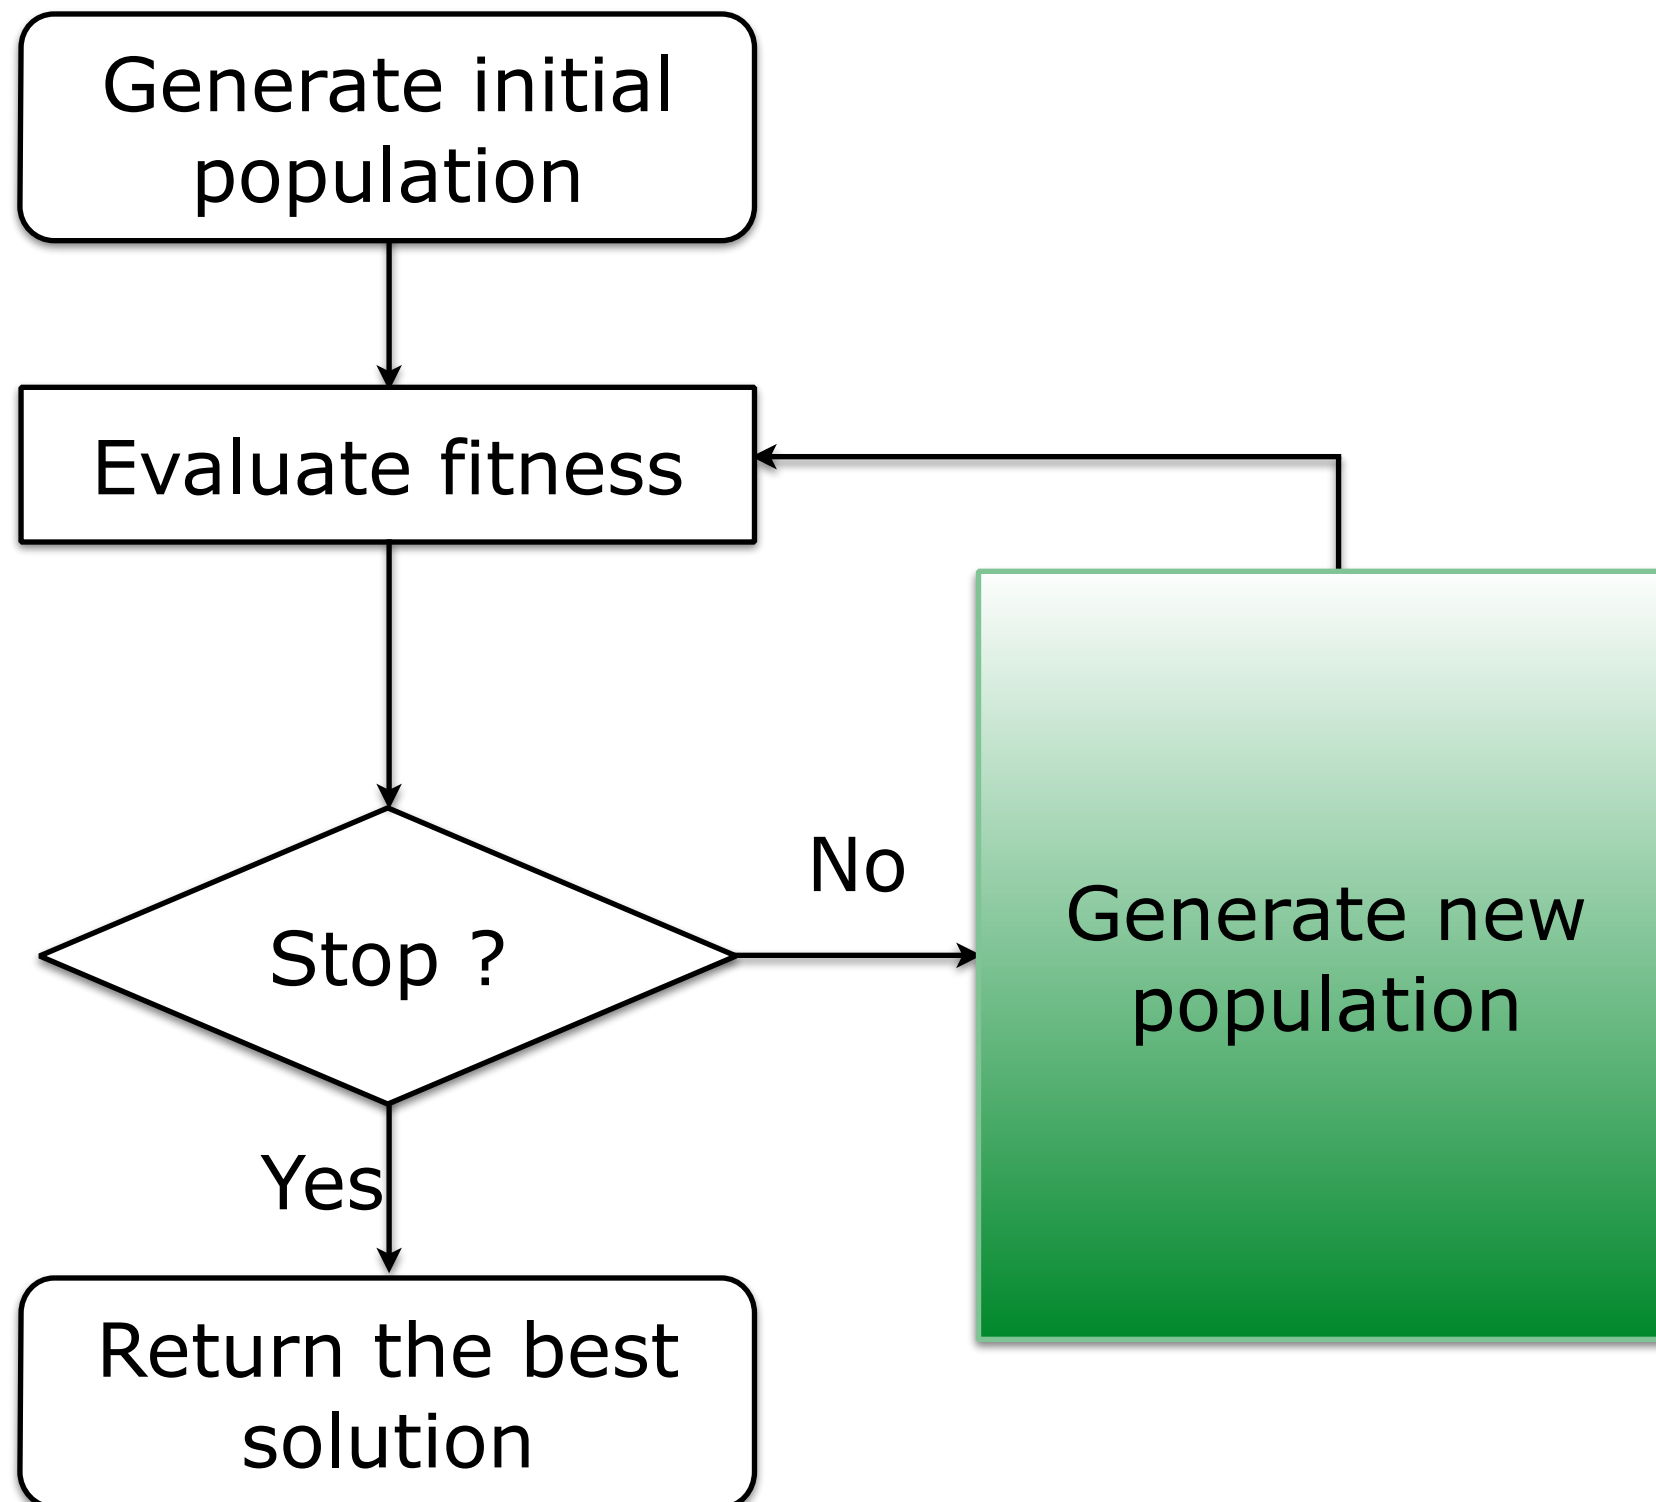 Generate initial
population
Evaluate fitness
No
Generate new
population
Stop ?
Yes
Return the best
solution